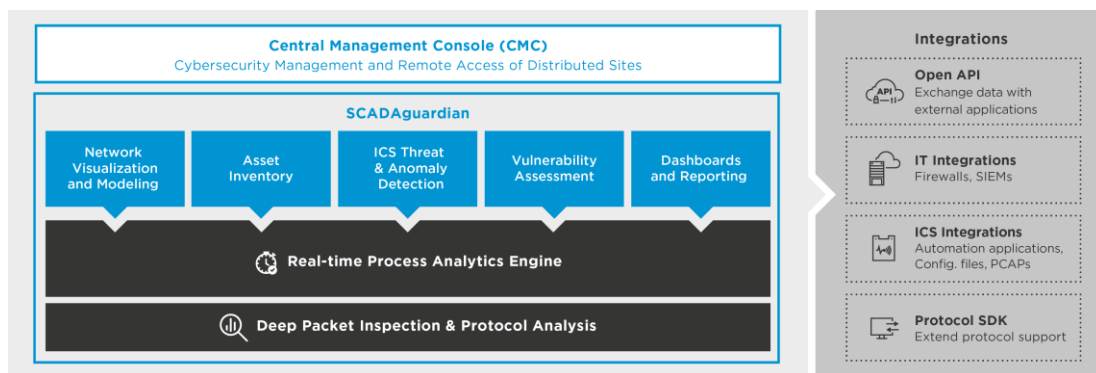 Central Management Console (CMC)
Cybersecurity Management and Remote Access of Distributed Sites
SCADAguardian
Network
Visualization
and Modeling
Asset
Inventory
ICS Threat
& Anomaly
Detection
Vulnerability
Assessment
Dashboards
and Reporting
Real-time Process Analytics Engine
Deep Packet Inspection & Protocol Analysis
Integrations
API
Open API
Exchange data with
external applications
IT Integrations
Firewalls, SIEMs
ICS Integrations
Automation applications,
Config. files, PCAPs
Protocol SDK
Extend protocol support